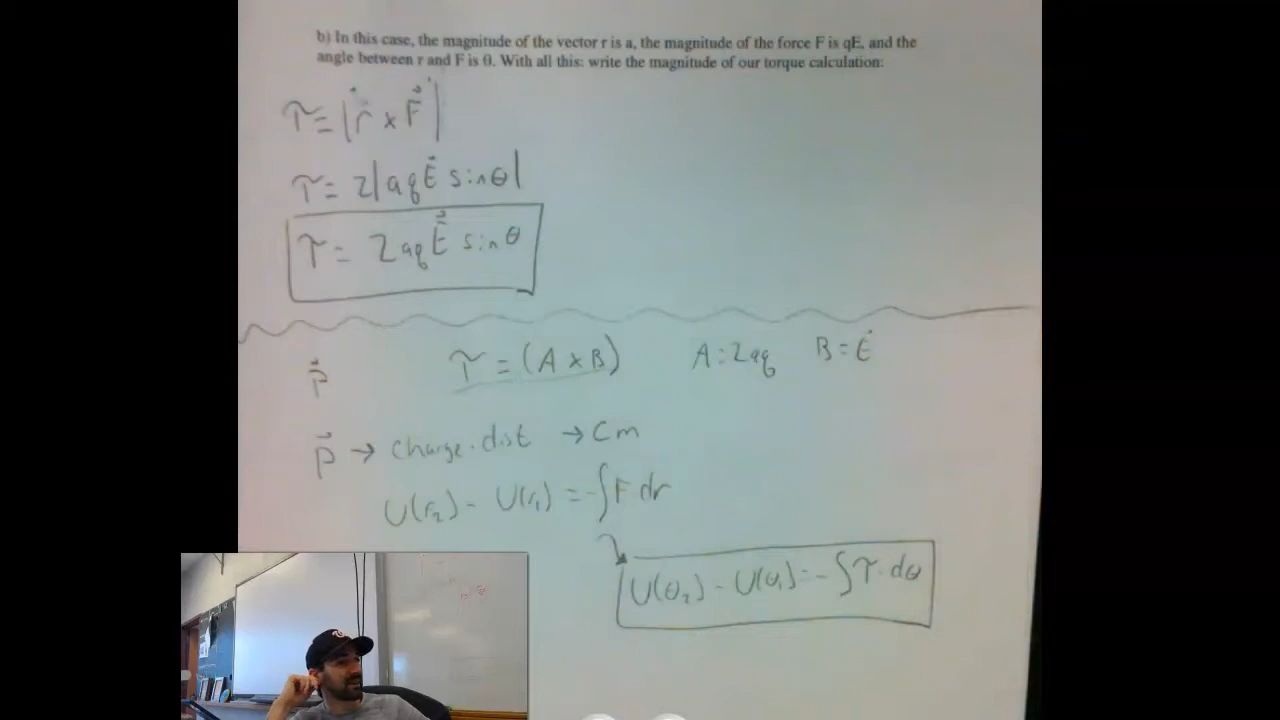 b) In this case, the magnitude of the vector r is a, the magnitude of the force F is qE, and the
angle between r and F is θ. With all this: write the magnitude of our torque calculation:
τ = |r⃗ × F⃗|
τ = 2|aqE⃗ sinθ|
τ = 2aqE⃗ sinθ
p⃗ τ = (A × B) A = 2aq B = E⃗
p⃗ → charge dist → cm
U(r₂) - U(r₁) = -∫F dr
U(θ₂) - U(θ₁) = -∫τ·dθ